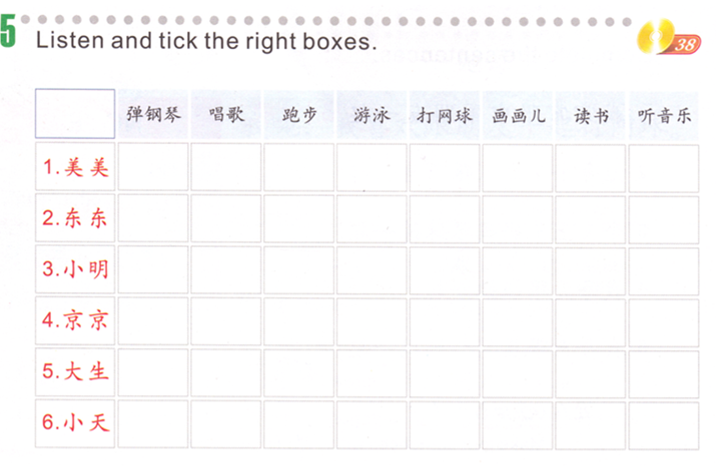 5
Listen and tick the right boxes.
38
弹钢琴 唱歌 跑步 游泳 打网球 画画儿 读书 听音乐
1.美美
2.东东
3.小明
4.京京
5.大生
6.小天